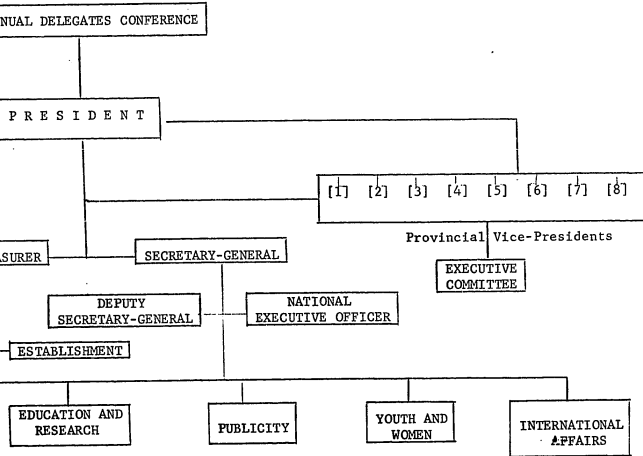 NUAL DELEGATES CONFERENCE
PRESIDENT
[1] [2] [3] [4] [5] [6] [7] [8]
Provincial Vice-Presidents
ASURER
SECRETARY-GENERAL
EXECUTIVE
COMMITTEE
DEPUTY
SECRETARY-GENERAL
NATIONAL
EXECUTIVE OFFICER
ESTABLISHMENT
EDUCATION AND
RESEARCH
PUBLICITY
YOUTH AND
WOMEN
INTERNATIONAL
AFFAIRS